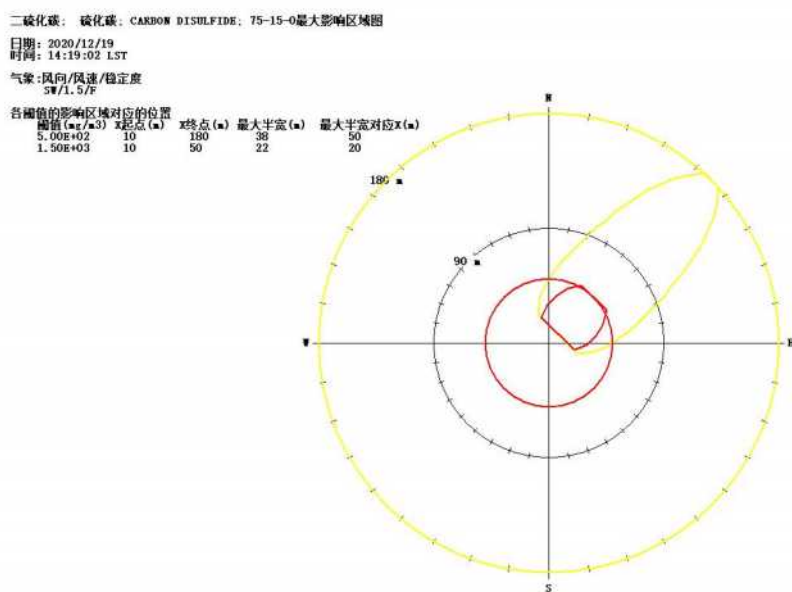 二硫化碳; 硫化碳; CARBON DISULFIDE; 75-15-0最大影响区域图
日期: 2020/12/19
时间: 14:19:02 LST
气象:风向/风速/稳定度
SW/1.5/F
各阈值的影响区域对应的位置
阈值(mg/m3) X起点(m) X终点(m) 最大半宽(m) 最大半宽对应X(m)
5.00E+02 10 180 38 50
1.50E+03 10 50 22 20
N
180 m
90 m
W
E
S